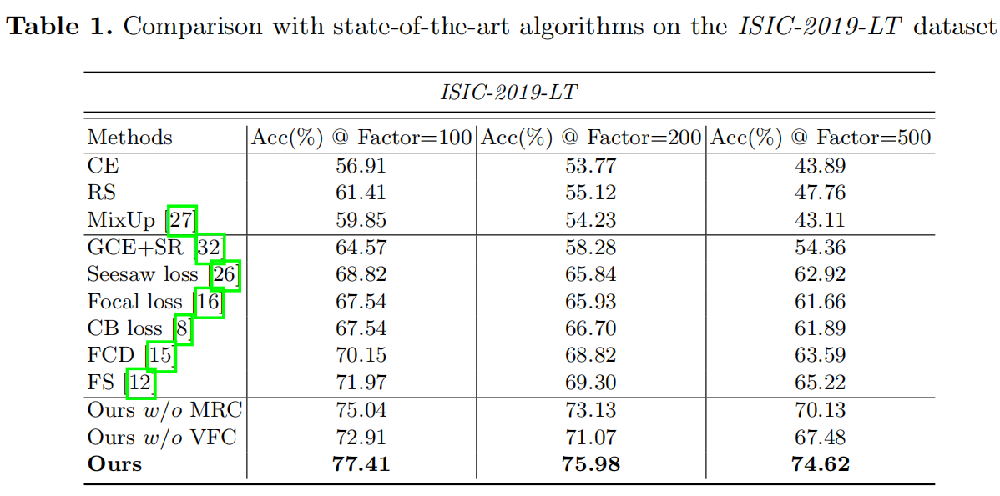 Table 1. Comparison with state-of-the-art algorithms on the ISIC-2019-LT dataset
ISIC-2019-LT
Methods Acc(%) @ Factor=100 Acc(%) @ Factor=200 Acc(%) @ Factor=500
CE 56.91 53.77 43.89
RS 61.41 55.12 47.76
MixUp [27] 59.85 54.23 43.11
GCE+SR [32] 64.57 58.28 54.36
Seesaw loss [26] 68.82 65.84 62.92
Focal loss [16] 67.54 65.93 61.66
CB loss [8] 67.54 66.70 61.89
FCD [15] 70.15 68.82 63.59
FS [12] 71.97 69.30 65.22
Ours w/o MRC 75.04 73.13 70.13
Ours w/o VFC 72.91 71.07 67.48
Ours 77.41 75.98 74.62